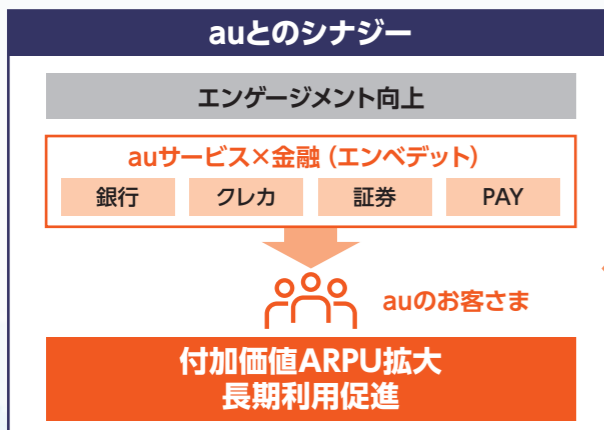 auとのシナジー
エンゲージメント向上
auサービス×金融（エンベデット）
銀行 クレカ 証券 PAY
auのお客さま
付加価値ARPU拡大
長期利用促進